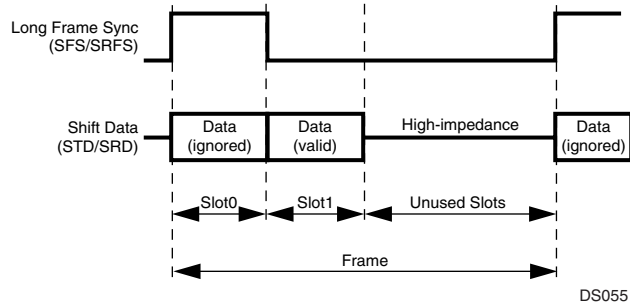 Long Frame Sync
(SFS/SRFS)
Shift Data
(STD/SRD)
Data
(ignored)
Data
(valid)
High-impedance
Data
(ignored)
Slot0
Slot1
Unused Slots
Frame
DS055